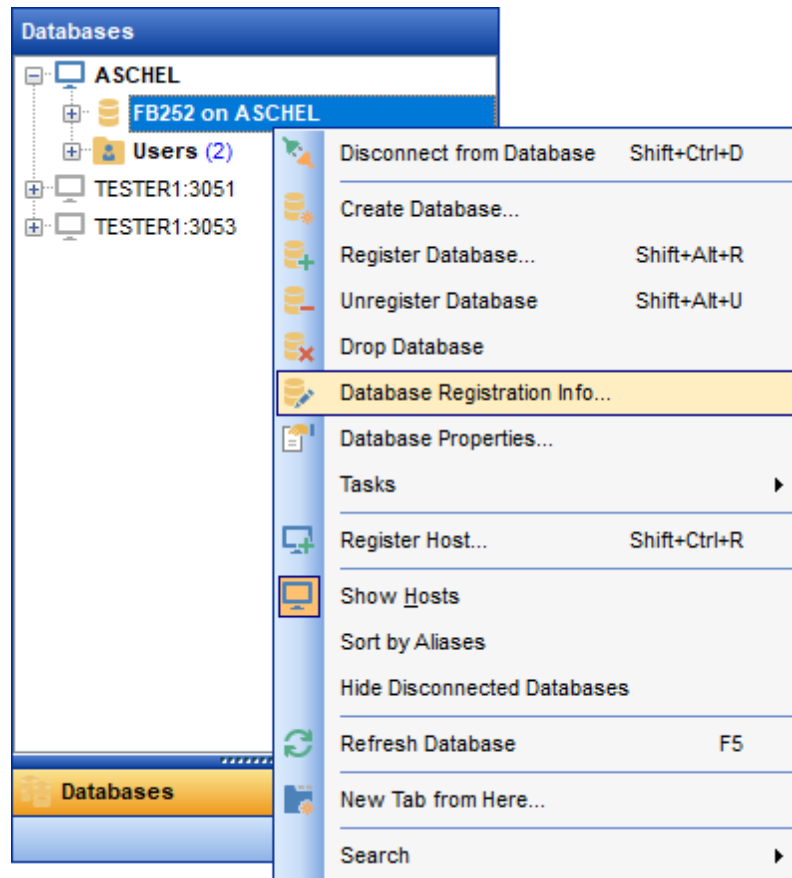 Databases
ASCHEL
FB252 on ASCHEL
Users (2)
TESTER1:3051
TESTER1:3053
Disconnect from Database Shift+Ctrl+D
Create Database...
Register Database... Shift+Alt+R
Unregister Database Shift+Alt+U
Drop Database
Database Registration Info...
Database Properties...
Tasks
Register Host... Shift+Ctrl+R
Show Hosts
Sort by Aliases
Hide Disconnected Databases
Refresh Database F5
New Tab from Here...
Search
Databases